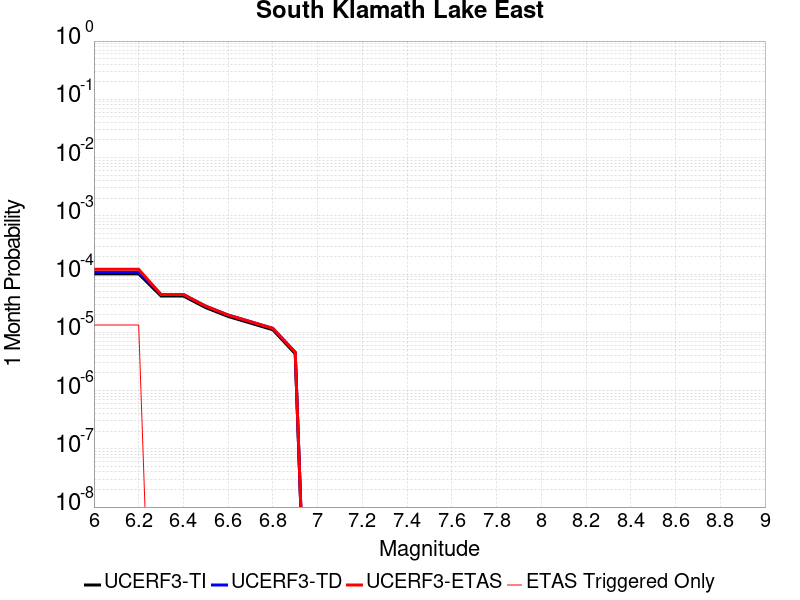 South Klamath Lake East
10^0
10^-1
10^-2
10^-3
10^-4
10^-5
10^-6
10^-7
10^-8
1 Month Probability
6 6.2 6.4 6.6 6.8 7 7.2 7.4 7.6 7.8 8 8.2 8.4 8.6 8.8 9
Magnitude
UCERF3-TI UCERF3-TD UCERF3-ETAS ETAS Triggered Only